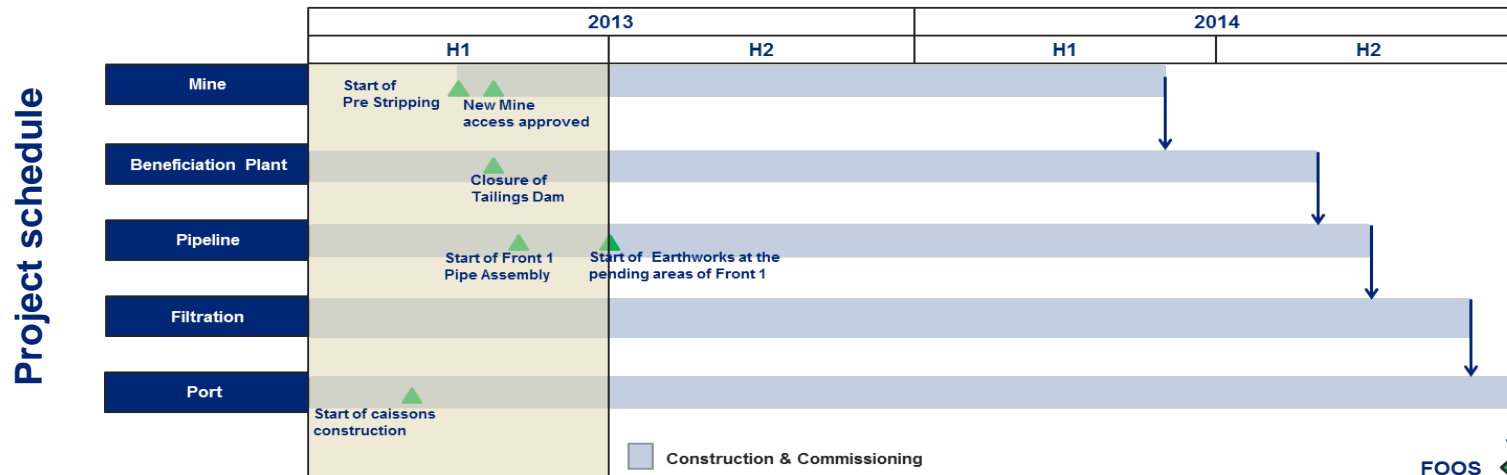 Project schedule
2013 2014
H1 H2 H1 H2
Mine
Start of
Pre Stripping
New Mine
access approved
Beneficiation Plant
Closure of
Tailings Dam
Pipeline
Start of Front 1
Pipe Assembly
Start of Earthworks at the
pending areas of Front 1
Filtration
Port
Start of caissons
construction
Construction & Commissioning
FOOS